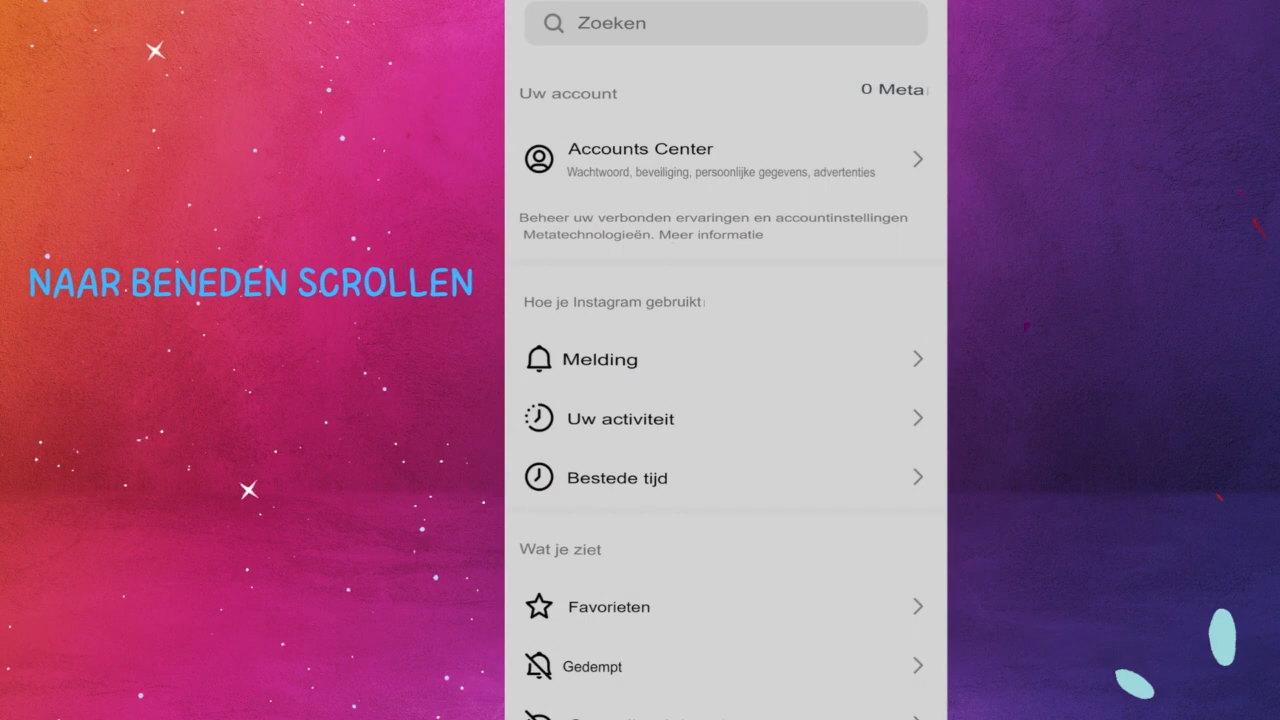 Zoeken
Uw account
0 Meta
Accounts Center
Wachtwoord, beveiliging, persoonlijke gegevens, advertenties
Beheer uw verbonden ervaringen en accountinstellingen
Metatechnologieën. Meer informatie
NAAR BENEDEN SCROLLEN
Hoe je Instagram gebruikt
Melding
Uw activiteit
Bestede tijd
Wat je ziet
Favorieten
Gedempt